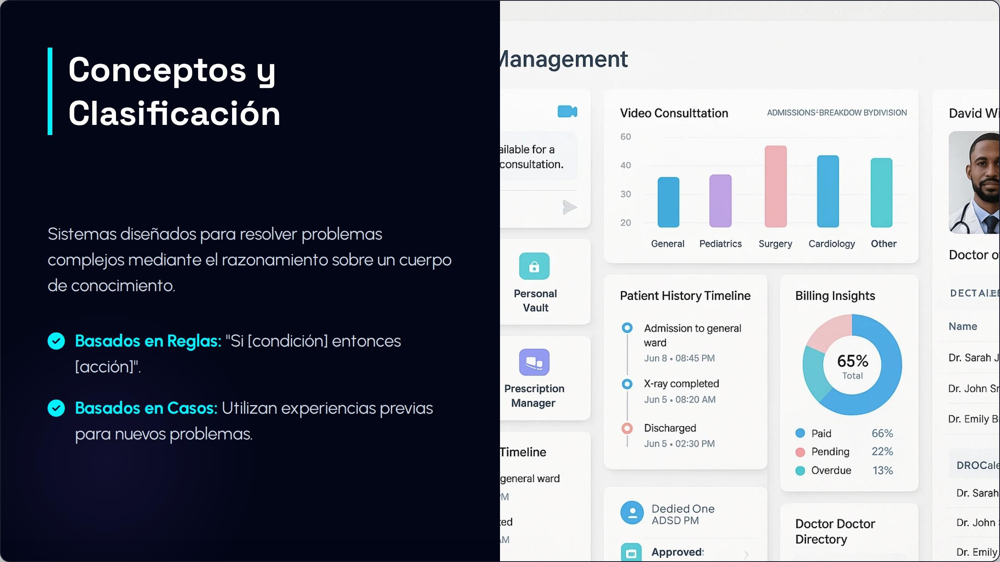 Conceptos y
Clasificación
Sistemas diseñados para resolver problemas
complejos mediante el razonamiento sobre un cuerpo
de conocimiento.
Basados en Reglas: "Si [condición] entonces
[acción]".
Basados en Casos: Utilizan experiencias previas
para nuevos problemas.
Management
ailable for a
consultation.
Personal
Vault
Prescription
Manager
Timeline
general ward
PM
ted
AM
Video Consulttation
ADMISSIONS BREAKDOW BYDIVISION
60
40
30
20
General Pediatrics Surgery Cardiology Other
Patient History Timeline
Admission to general
ward
Jun 8 • 08:45 PM
X-ray completed
Jun 5 • 08:20 AM
Discharged
Jun 5 • 02:30 PM
Dedied One
ADSD PM
Approved:
Billing Insights
65%
Total
Paid 66%
Pending 22%
Overdue 13%
Doctor Doctor
Directory
David Wi
Doctor o
Name
Dr. Sarah J
Dr. John Sr
Dr. Emily B
DROCale
Dr. Sarah
Dr. John
Dr. Emily